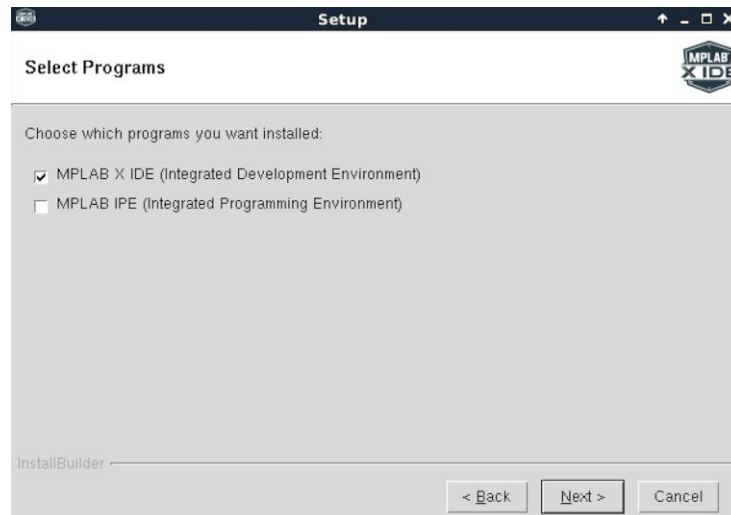 Setup
Select Programs
MPLAB
X IDE
Choose which programs you want installed:
MPLAB X IDE (Integrated Development Environment)
MPLAB IPE (Integrated Programming Environment)
InstallBuilder
< Back
Next >
Cancel